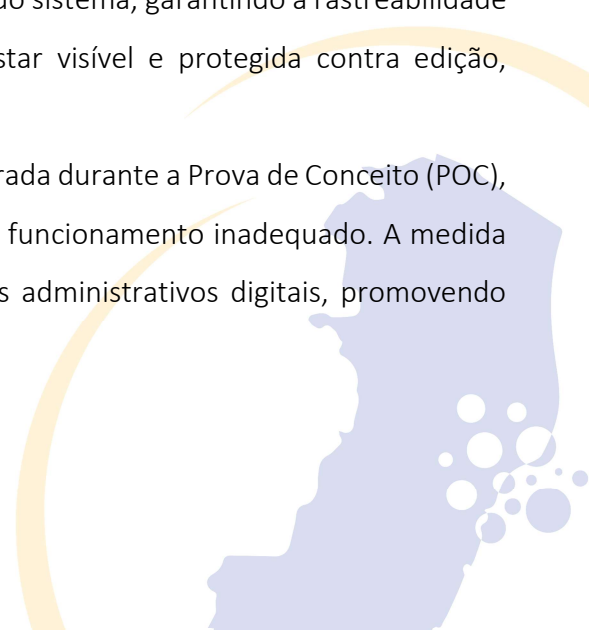 do sistema, garantindo a rastreabilidade
star visível e protegida contra edição,
rada durante a Prova de Conceito (POC),
funcionamento inadequado. A medida
s administrativos digitais, promovendo